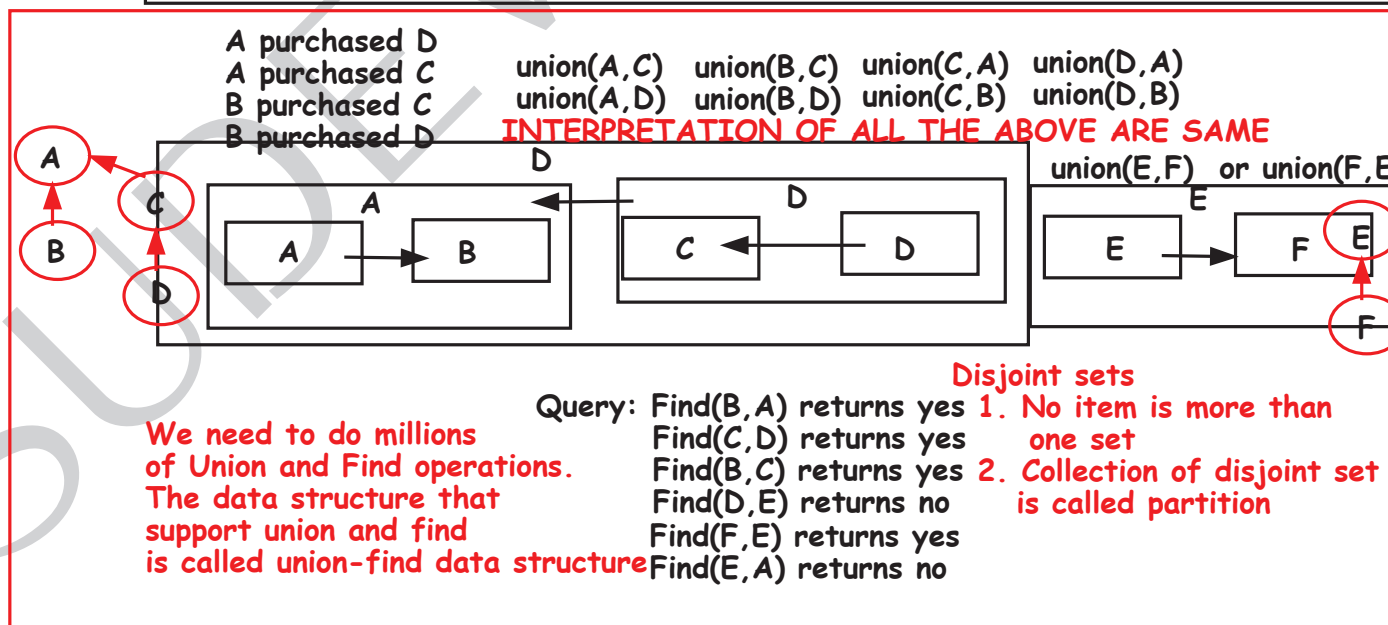 A purchased D
A purchased C
B purchased C
B purchased D
union(A,C) union(B,C) union(C,A) union(D,A)
union(A,D) union(B,D) union(C,B) union(D,B)
INTERPRETATION OF ALL THE ABOVE ARE SAME
union(E,F) or union(F,E
D
A
D
E
A
B
C
D
A
B
C
D
E
F
E
F
Query: Find(B,A) returns yes
Find(C,D) returns yes
Find(B,C) returns yes
Find(D,E) returns no
Find(F,E) returns yes
Find(E,A) returns no
Disjoint sets
1. No item is more than
one set
2. Collection of disjoint set
is called partition
We need to do millions
of Union and Find operations.
The data structure that
support union and find
is called union-find data structure